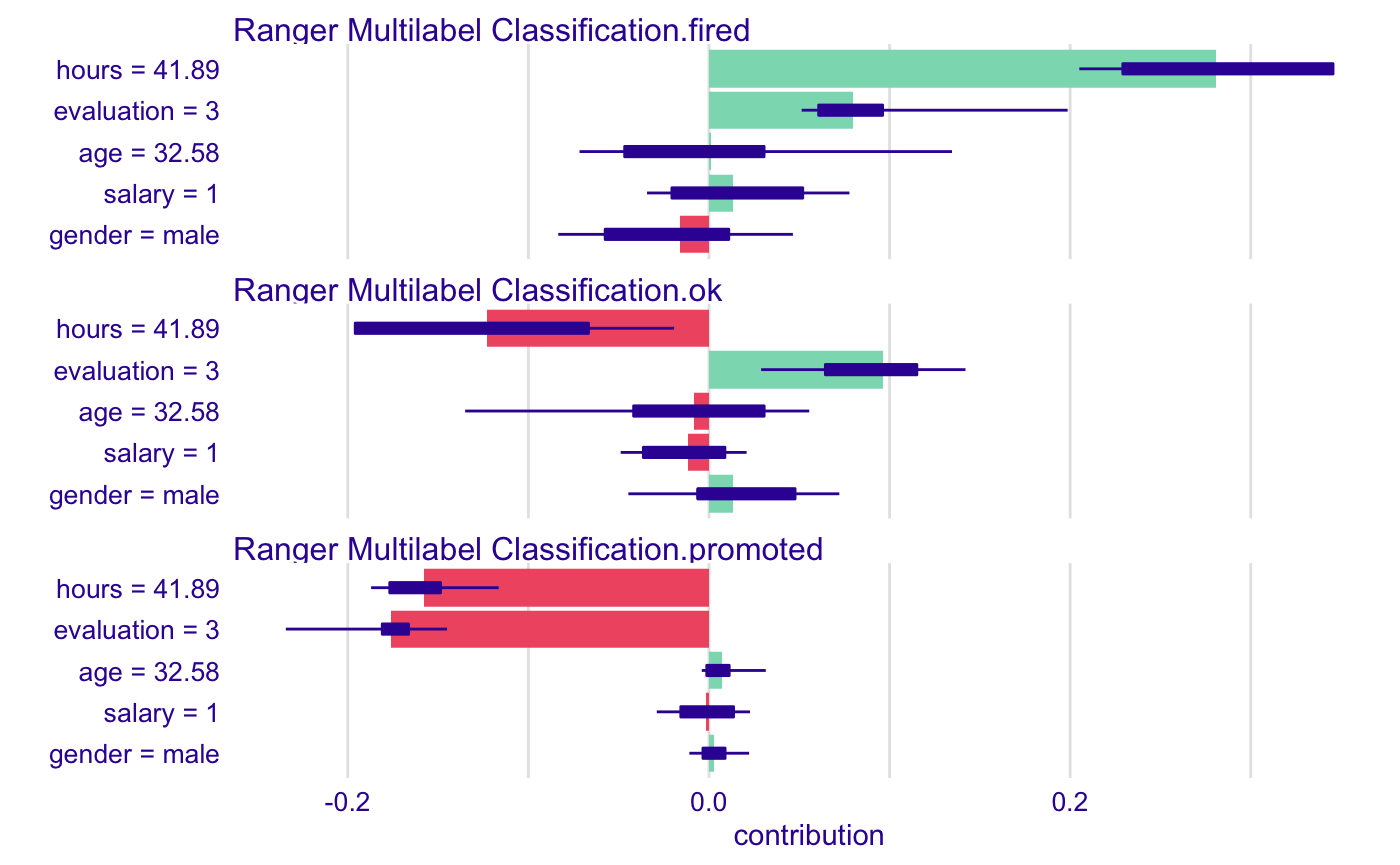 Ranger Multilabel Classification.fired
hours = 41.89
evaluation = 3
age = 32.58
salary = 1
gender = male
Ranger Multilabel Classification.ok
hours = 41.89
evaluation = 3
age = 32.58
salary = 1
gender = male
Ranger Multilabel Classification.promoted
hours = 41.89
evaluation = 3
age = 32.58
salary = 1
gender = male
-0.2 0.0 0.2
contribution